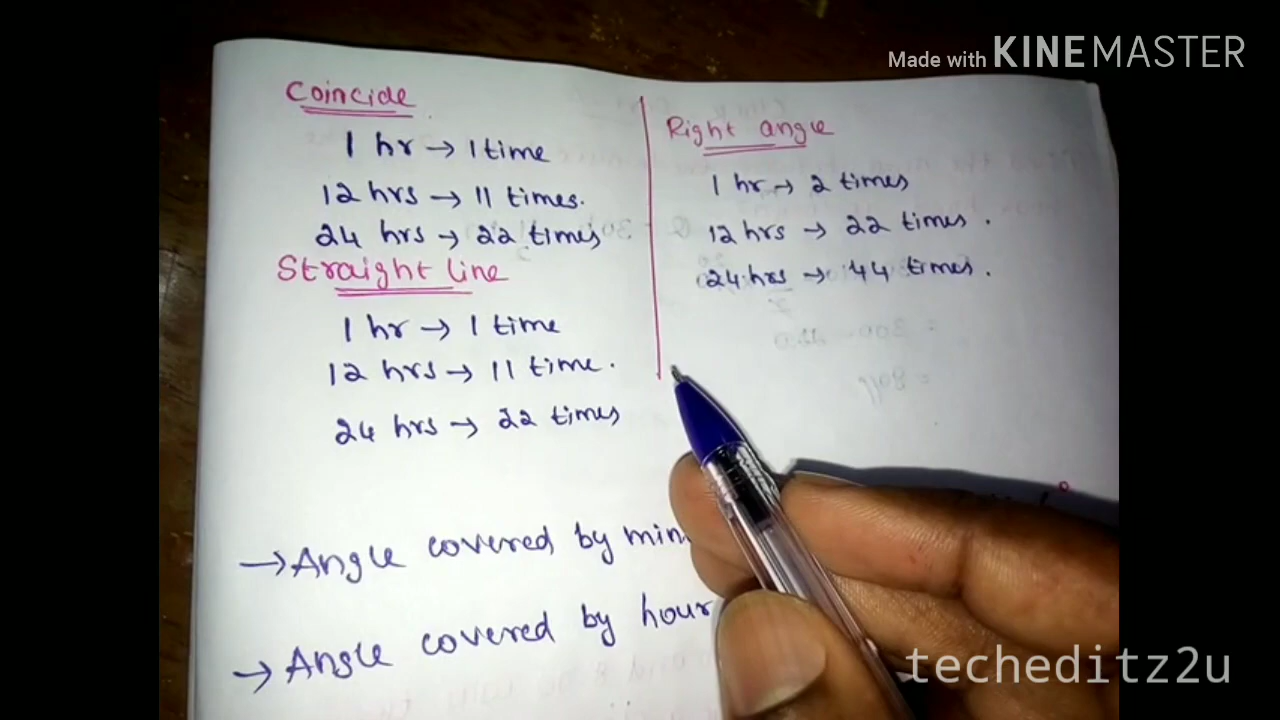 Made with KINEMASTER
Coincide
1 hr → 1 time
12 hrs → 11 times.
24 hrs → 22 times
Straight line
1 hr → 1 time
12 hrs → 11 time.
24 hrs → 22 times
Right angle
1 hr → 2 times
12 hrs → 22 times.
24 hrs → 44 times.
→ Angle covered by min
→ Angle covered by hour
techeditz2u